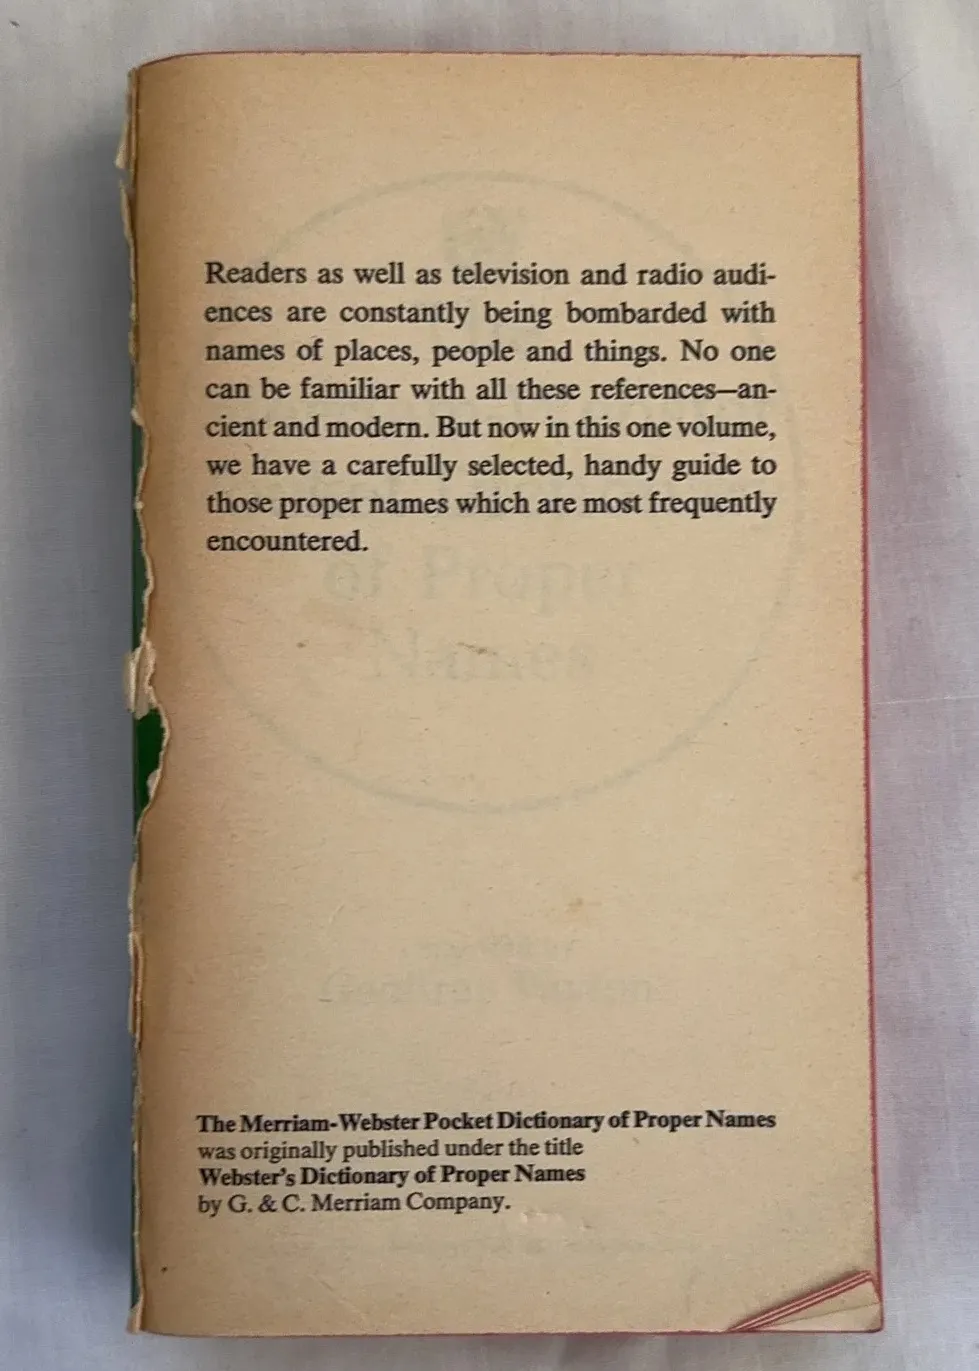 Readers as well as television and radio audi-
ences are constantly being bombarded with
names of places, people and things. No one
can be familiar with all these references—an-
cient and modern. But now in this one volume,
we have a carefully selected, handy guide to
those proper names which are most frequently
encountered.
of Proper
Names
The Merriam-Webster Pocket Dictionary of Proper Names
was originally published under the title
Webster's Dictionary of Proper Names
by G. & C. Merriam Company.